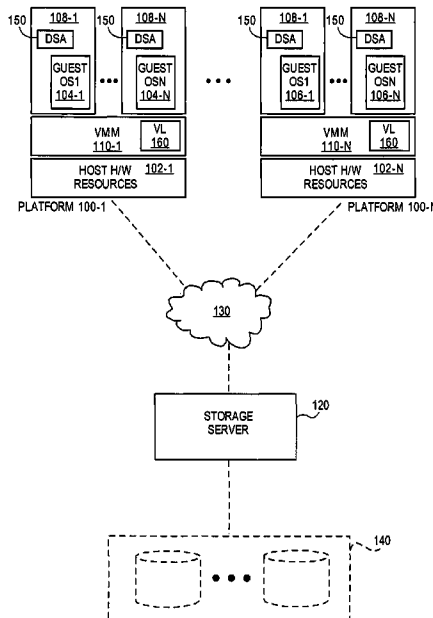 150 108-1 150 108-N 150 108-1 150 108-N
DSA DSA DSA DSA
GUEST OS1 104-1
GUEST OSN 104-N
GUEST OS1 106-1
GUEST OSN 106-N
VMM 110-1 VL 160
VMM 110-N VL 160
HOST H/W RESOURCES 102-1
HOST H/W RESOURCES 102-N
PLATFORM 100-1
PLATFORM 100-N
130
STORAGE SERVER
120
140